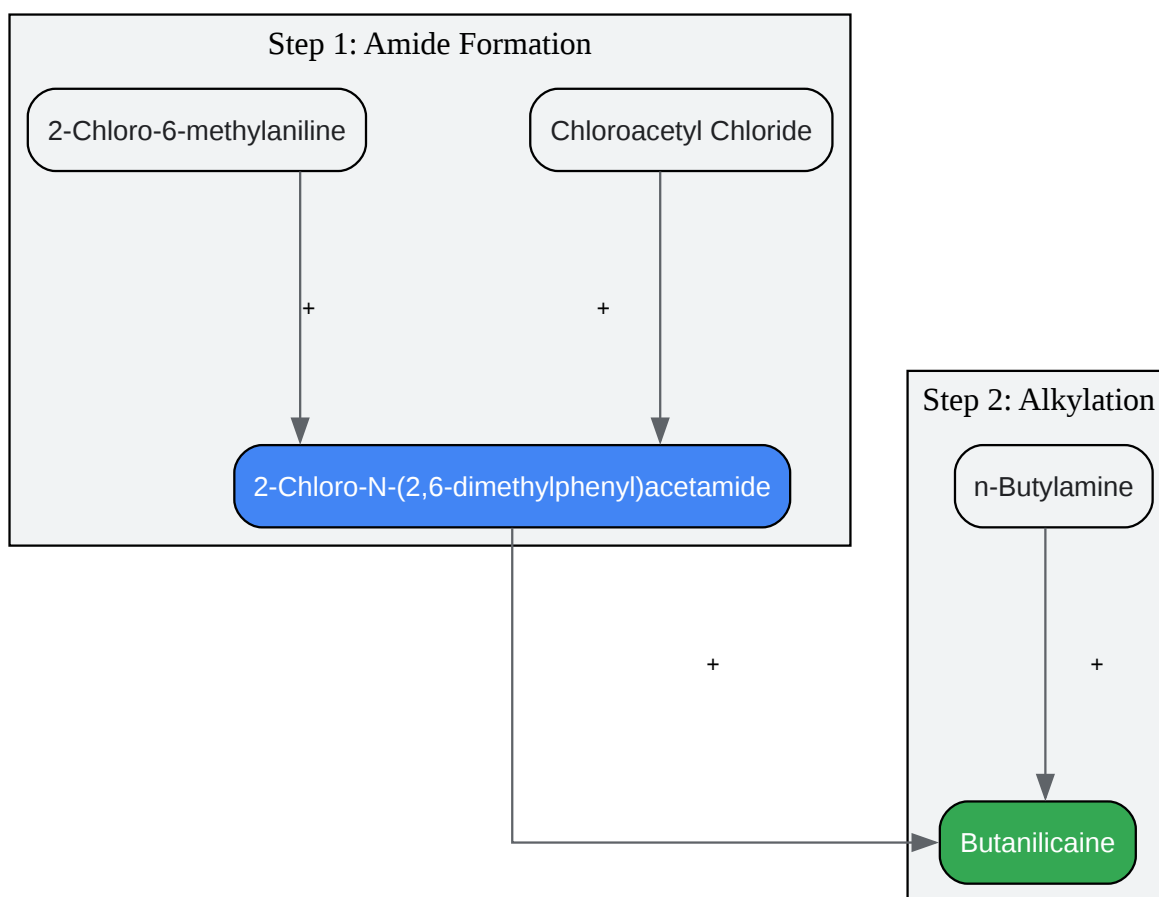 Step 1: Amide Formation
2-Chloro-6-methylaniline
Chloroacetyl Chloride
+
+
2-Chloro-N-(2,6-dimethylphenyl)acetamide
Step 2: Alkylation
n-Butylamine
+
+
Butanilicaine